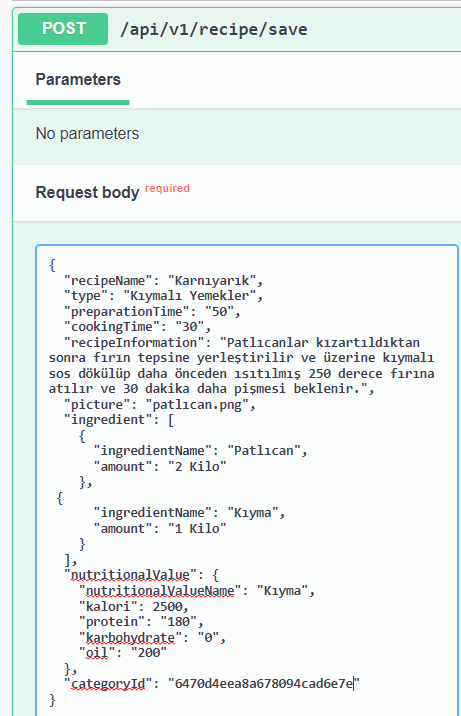 POST /api/v1/recipe/save
Parameters
No parameters
Request body required
{
  "recipeName": "Karnıyarık",
  "type": "Kıymalı Yemekler",
  "preparationTime": "50",
  "cookingTime": "30",
  "recipeInformation": "Patlıcanlar kızartıldıktan
sonra fırın tepsine yerleştirilir ve üzerine kıymalı
sos dökülüp daha önceden ısıtılmış 250 derece fırına
atılır ve 30 dakika daha pişmesi beklenir.",
  "picture": "patlıcan.png",
  "ingredient": [
    {
      "ingredientName": "Patlıcan",
      "amount": "2 Kilo"
    },
 {
      "ingredientName": "Kıyma",
      "amount": "1 Kilo"
    }
  ],
  "nutritionalValue": {
    "nutritionalValueName": "Kıyma",
    "kalori": 2500,
    "protein": "180",
    "karbohydrate": "0",
    "oil": "200"
  },
  "categoryId": "6470d4eea8a678094cad6e7e"
}